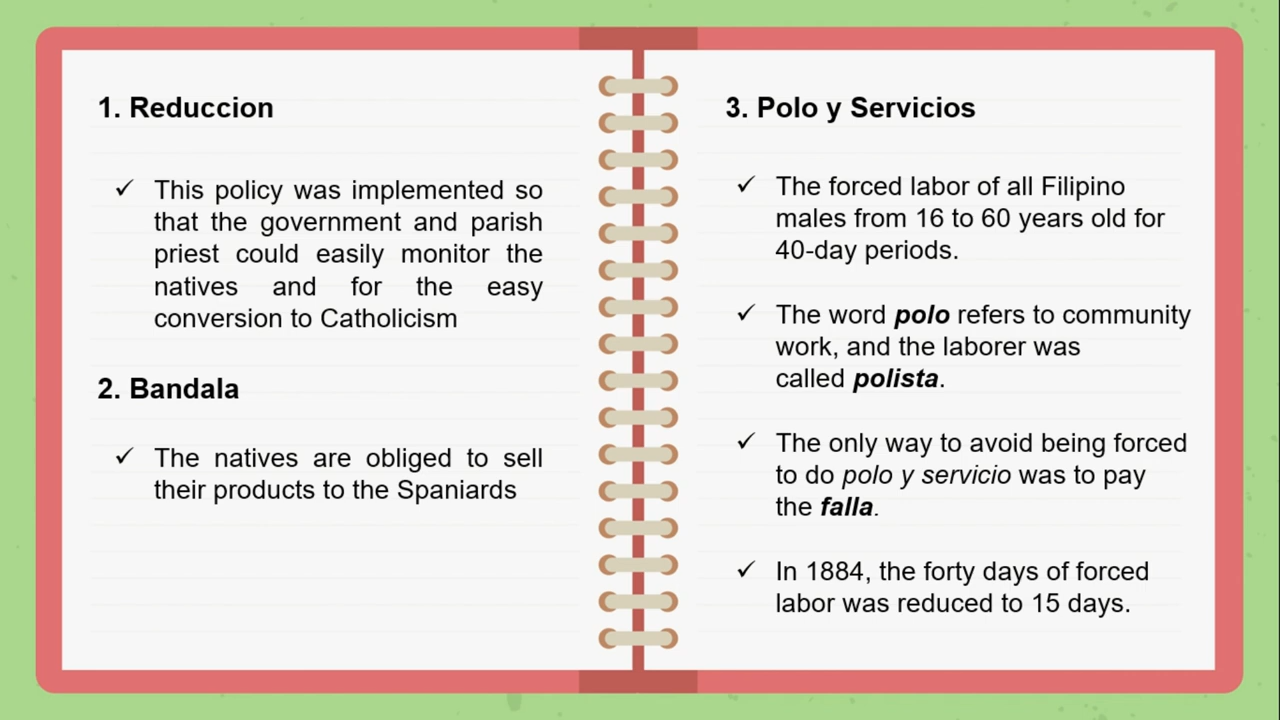 1. Reduccion
✓ This policy was implemented so
that the government and parish
priest could easily monitor the
natives and for the easy
conversion to Catholicism
2. Bandala
✓ The natives are obliged to sell
their products to the Spaniards
3. Polo y Servicios
✓ The forced labor of all Filipino
males from 16 to 60 years old for
40-day periods.
✓ The word polo refers to community
work, and the laborer was
called polista.
✓ The only way to avoid being forced
to do polo y servicio was to pay
the falla.
✓ In 1884, the forty days of forced
labor was reduced to 15 days.